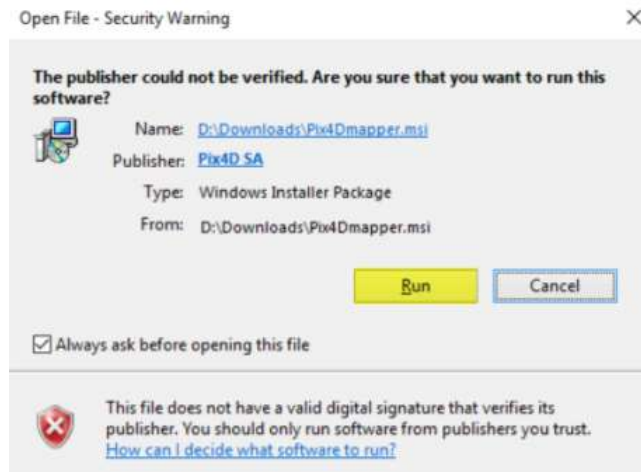 Open File - Security Warning
The publisher could not be verified. Are you sure that you want to run this
software?
Name: D:\Downloads\Pix4Dmapper.msi
Publisher: Pix4D SA
Type: Windows Installer Package
From: D:\Downloads\Pix4Dmapper.msi
Run Cancel
Always ask before opening this file
This file does not have a valid digital signature that verifies its
publisher. You should only run software from publishers you trust.
How can I decide what software to run?